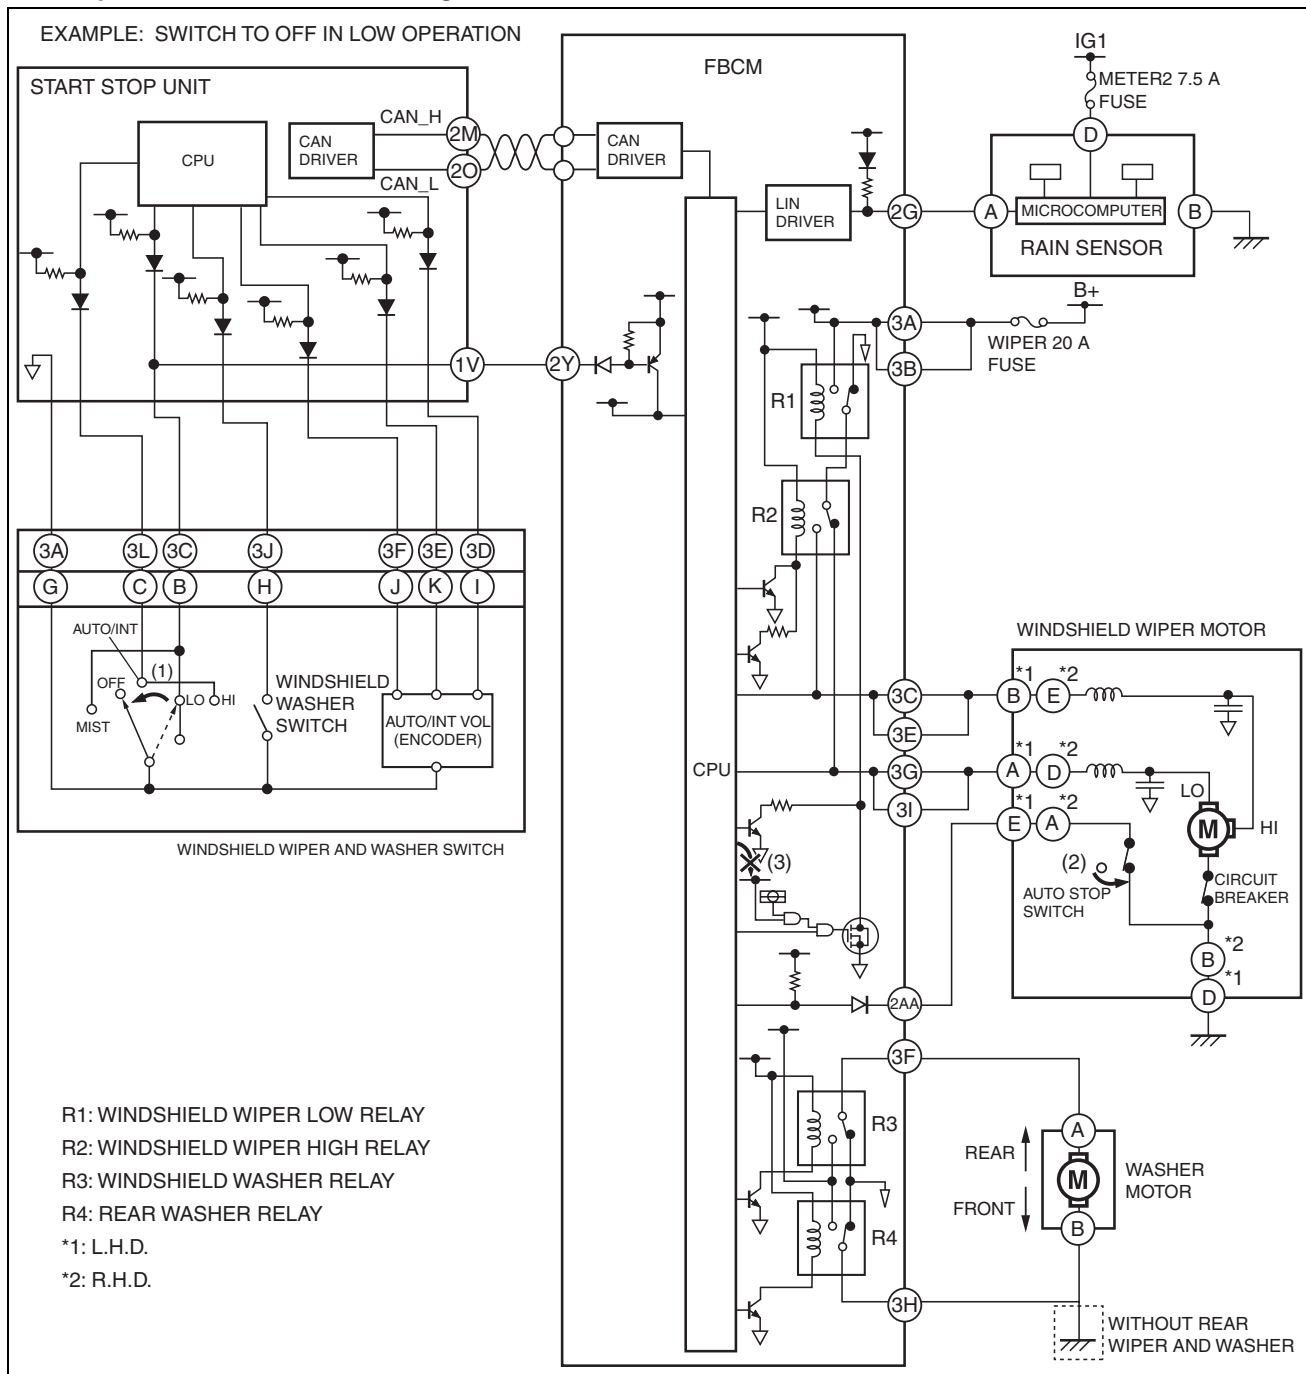 EXAMPLE: SWITCH TO OFF IN LOW OPERATION
START STOP UNIT
CPU
CAN
DRIVER
CAN_H
CAN_L
2M
2O
1V
FBCM
CAN
DRIVER
LIN
DRIVER
2G
2Y
CPU
IG1
METER2 7.5 A
FUSE
D
A
MICROCOMPUTER
B
RAIN SENSOR
B+
WIPER 20 A
FUSE
3A
3B
R1
R2
3A
3L
3C
3J
3F
3E
3D
G
C
B
H
J
K
I
AUTO/INT
(1)
OFF
LO
HI
MIST
WINDSHIELD
WASHER
SWITCH
AUTO/INT VOL
(ENCODER)
WINDSHIELD WIPER AND WASHER SWITCH
3C
3E
3G
3I
(3)
2AA
3F
R3
R4
3H
WINDSHIELD WIPER MOTOR
*1
*2
B
E
*1
*2
A
D
*1
*2
E
A
LO
M
HI
(2)
AUTO STOP
SWITCH
CIRCUIT
BREAKER
B
*2
*1
D
REAR
FRONT
A
M
B
WASHER
MOTOR
WITHOUT REAR
WIPER AND WASHER
R1: WINDSHIELD WIPER LOW RELAY
R2: WINDSHIELD WIPER HIGH RELAY
R3: WINDSHIELD WASHER RELAY
R4: REAR WASHER RELAY
*1: L.H.D.
*2: R.H.D.